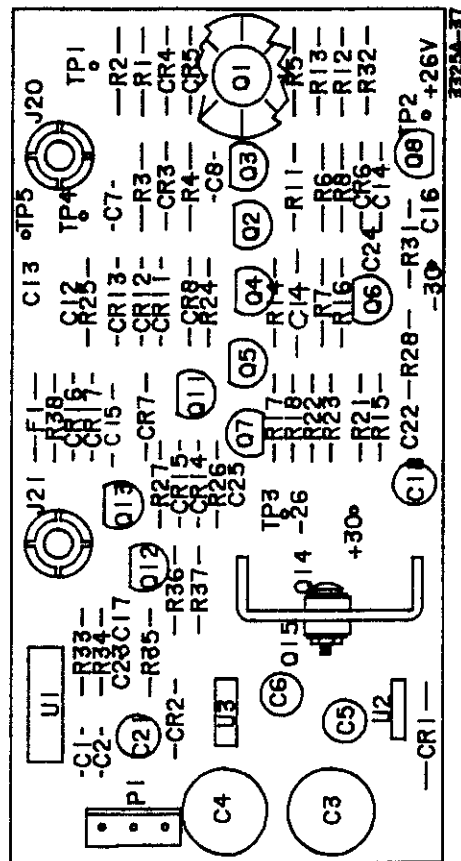 3325A-37
J20
TP1
R2
R1
CR4
CR5
Q1
R5
R13
R12
R32
TP2
+26V
TP5
TP4
C7
R3
CR3
R4
C8
Q3
Q2
R11
R6
R8
CR6
C14
Q8
C16
C13
C12
R25
CR13
CR12
CR11
CR8
R24
Q4
R14
C14
R7
R16
C24
Q6
R31
-30
F1
R38
CR16
CR17
C15
CR7
Q11
Q5
Q7
R17
R18
R22
R23
R21
R15
R28
C22
J21
Q13
R27
CR15
CR14
R26
C25
TP3
-26
+30
C18
Q12
R36
R37
Q14
Q15
R33
R34
C23
C17
R35
U1
C1
C2
C21
CR2
U3
C6
C5
U2
CR1
P1
C4
C3